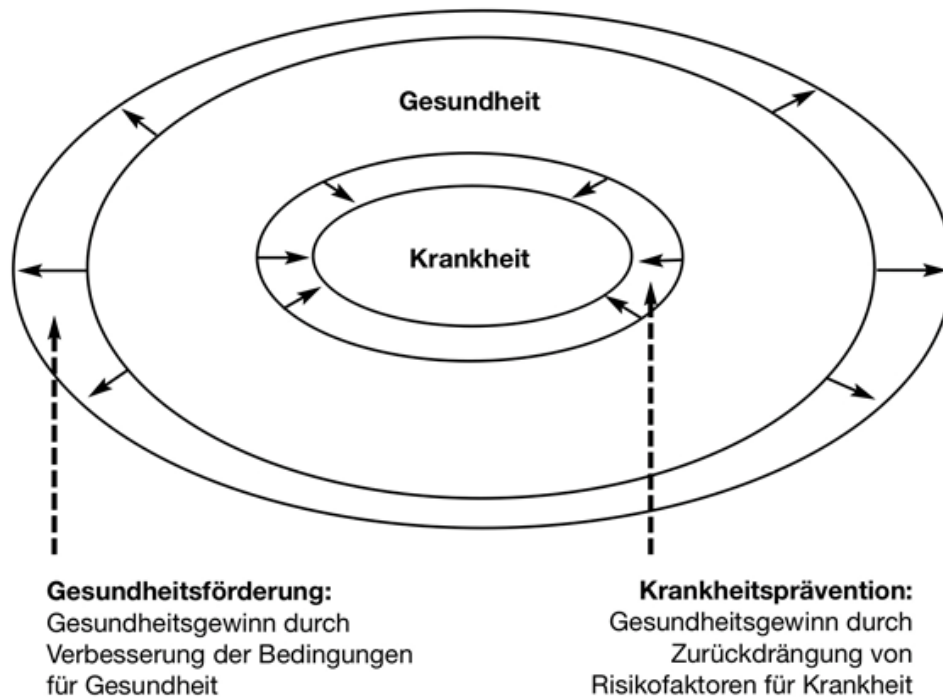 Gesundheit
Krankheit
Gesundheitsförderung:
Gesundheitsgewinn durch
Verbesserung der Bedingungen
für Gesundheit
Krankheitsprävention:
Gesundheitsgewinn durch
Zurückdrängung von
Risikofaktoren für Krankheit